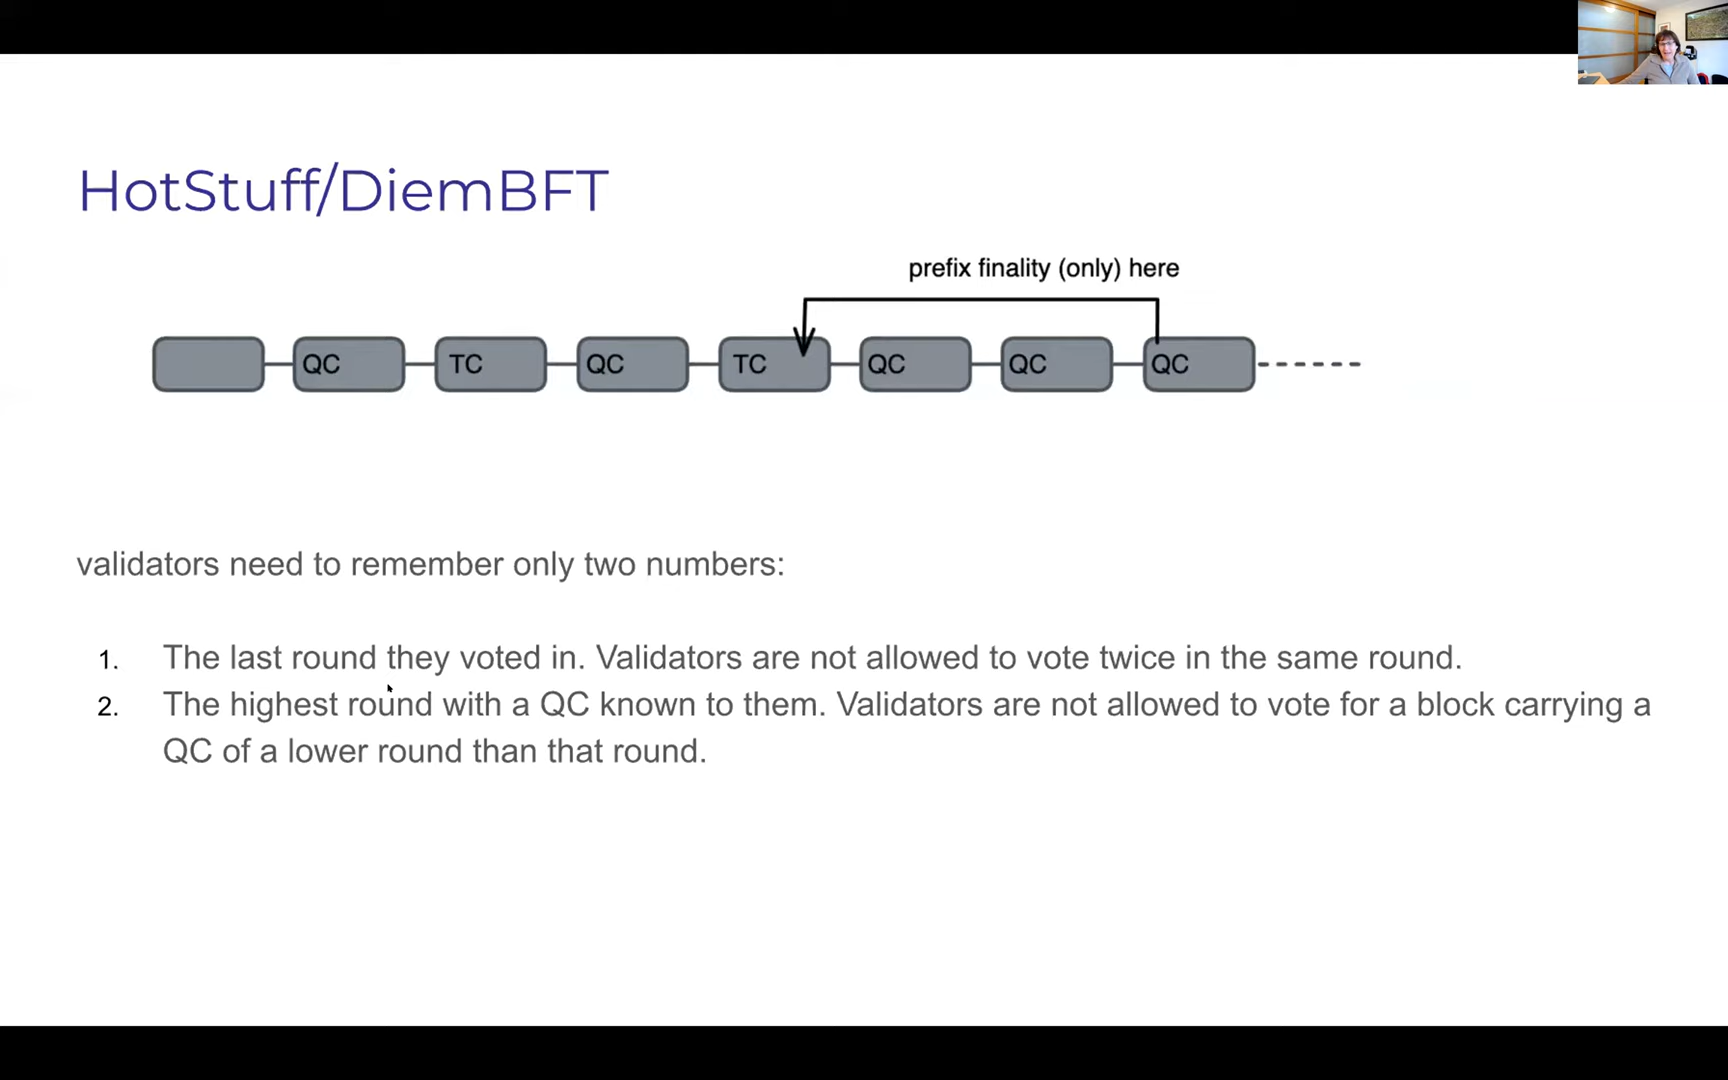 HotStuff/DiemBFT
prefix finality (only) here
QC TC QC TC QC QC QC
validators need to remember only two numbers:
1. The last round they voted in. Validators are not allowed to vote twice in the same round.
2. The highest round with a QC known to them. Validators are not allowed to vote for a block carrying a
QC of a lower round than that round.